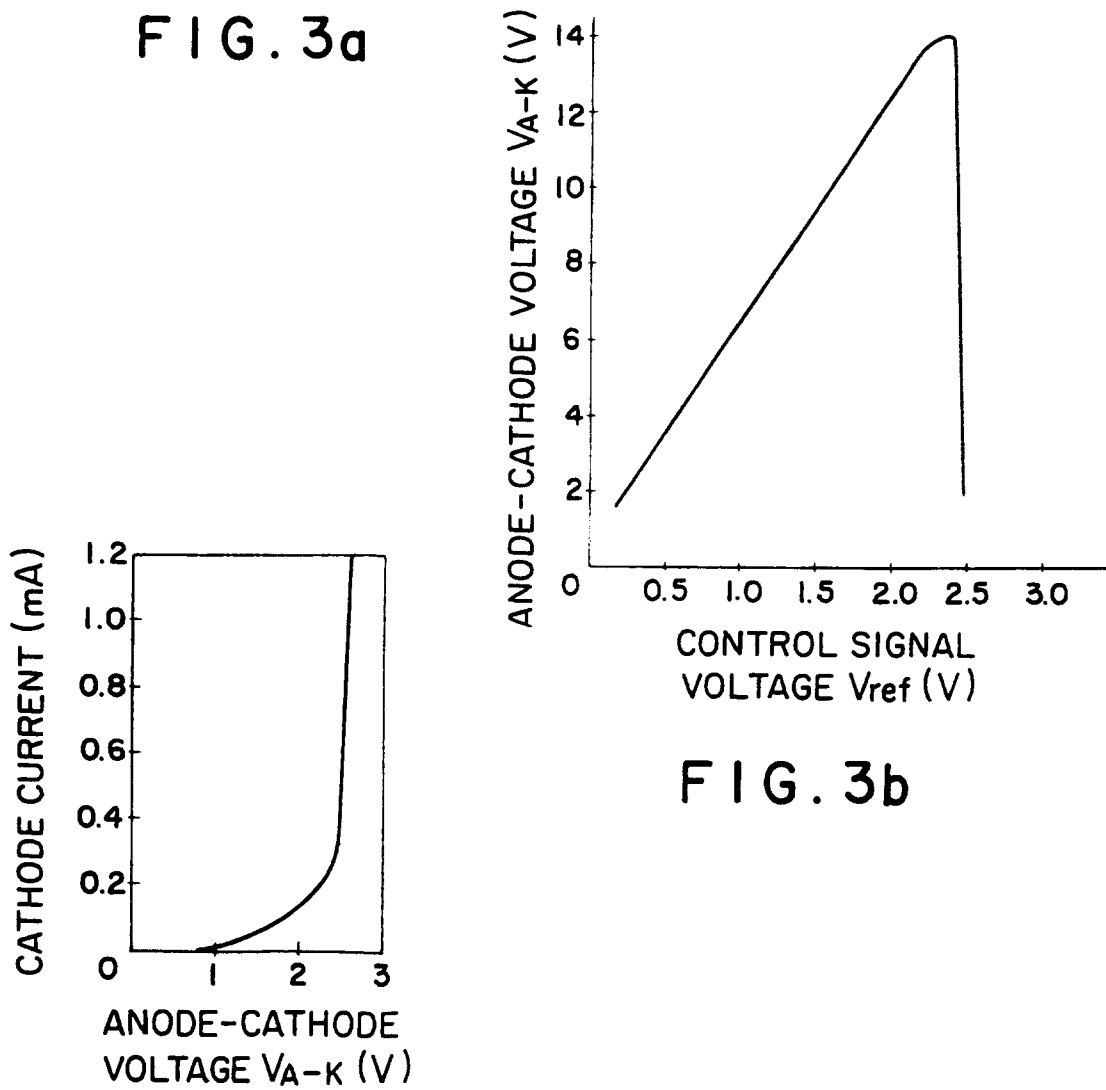 FIG. 3a
ANODE-CATHODE VOLTAGE VA-K (V)
14
12
10
8
6
4
2
0
0.5 1.0 1.5 2.0 2.5 3.0
CONTROL SIGNAL
VOLTAGE Vref (V)
FIG. 3b
CATHODE CURRENT (mA)
1.2
1.0
0.8
0.6
0.4
0.2
0
1 2 3
ANODE-CATHODE
VOLTAGE VA-K (V)